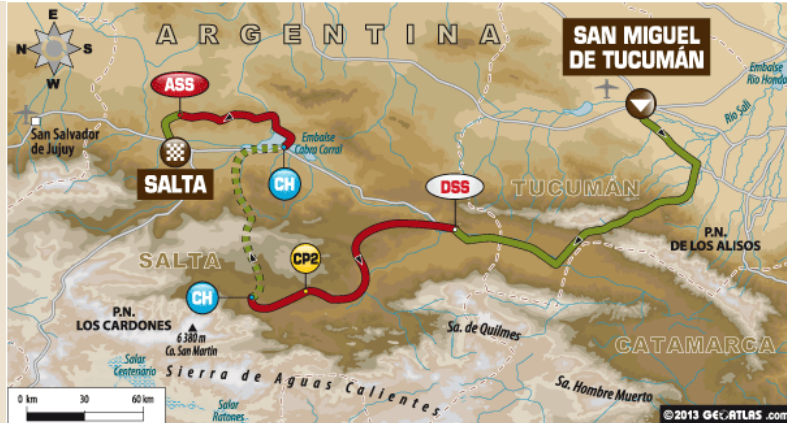 ARGENTINA
E
N
S
W
SAN MIGUEL
DE TUCUMÁN
Embalse
Río Hondo
Río Salí
ASS
San Salvador
de Jujuy
SALTA
Embalse
Cabra Corral
CH
DSS
TUCUMÁN
P.N.
DE LOS ALISOS
SALTA
CP2
CH
P.N.
LOS CARDONES
6 380 m
Co. San Martin
Sa. de Quilmes
CATAMARCA
Salar
Centenario
Sierra de Aguas Calientes
Sa. Hombre Muerto
Salar
Ratones
0 km 30 60 km
©2013 GEOATLAS.com